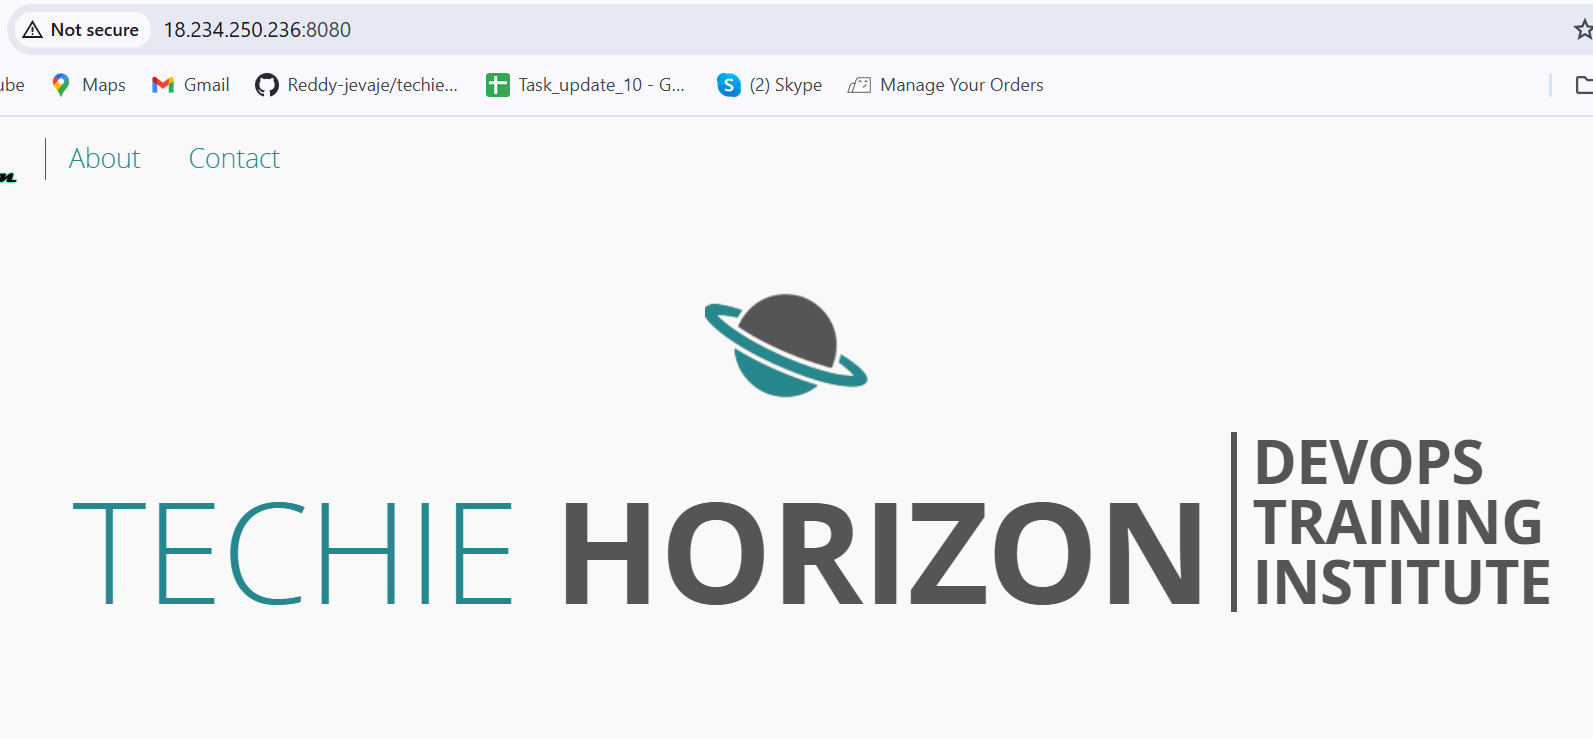 Not secure 18.234.250.236:8080
ube Maps Gmail Reddy-jevaje/techie... Task_update_10 - G... (2) Skype Manage Your Orders
About Contact
TECHIE HORIZON
DEVOPS
TRAINING
INSTITUTE